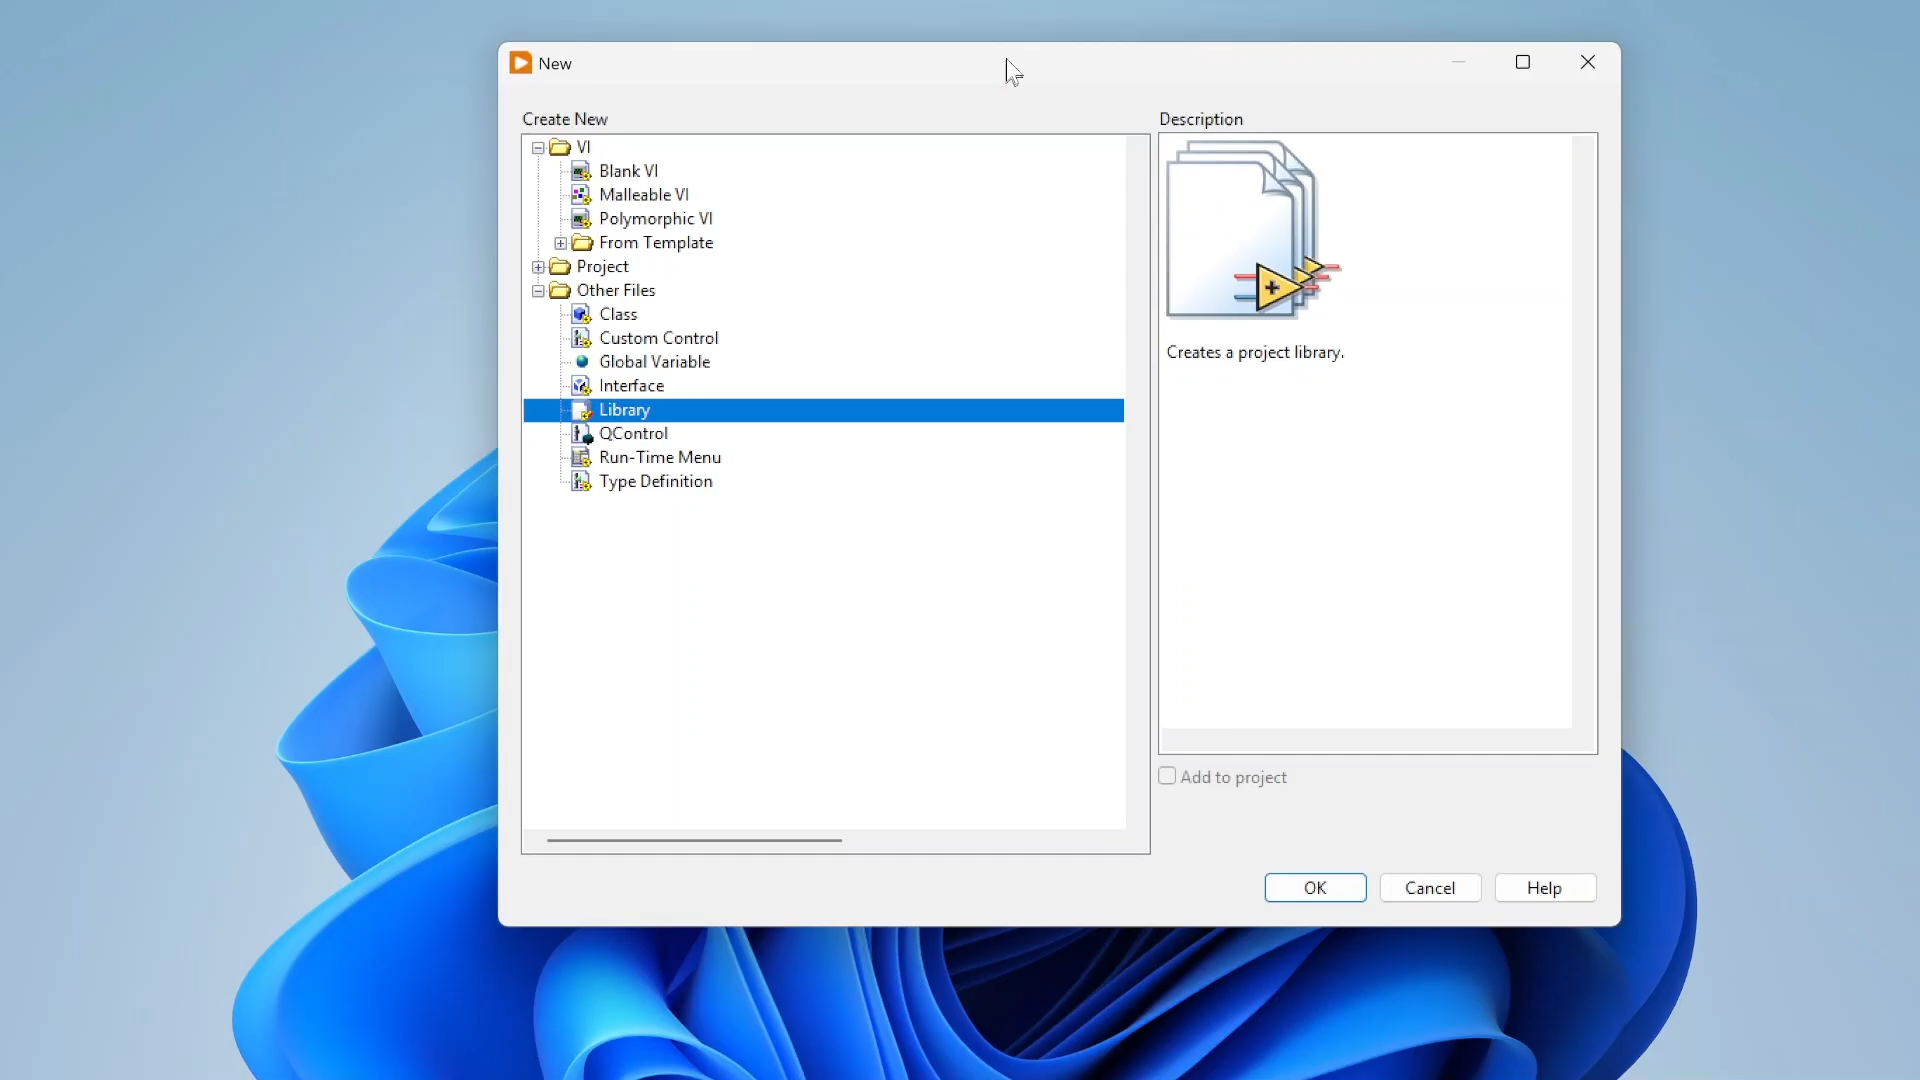 New
Create New
VI
Blank VI
Malleable VI
Polymorphic VI
From Template
Project
Other Files
Class
Custom Control
Global Variable
Interface
Library
QControl
Run-Time Menu
Type Definition
Description
Creates a project library.
Add to project
OK
Cancel
Help